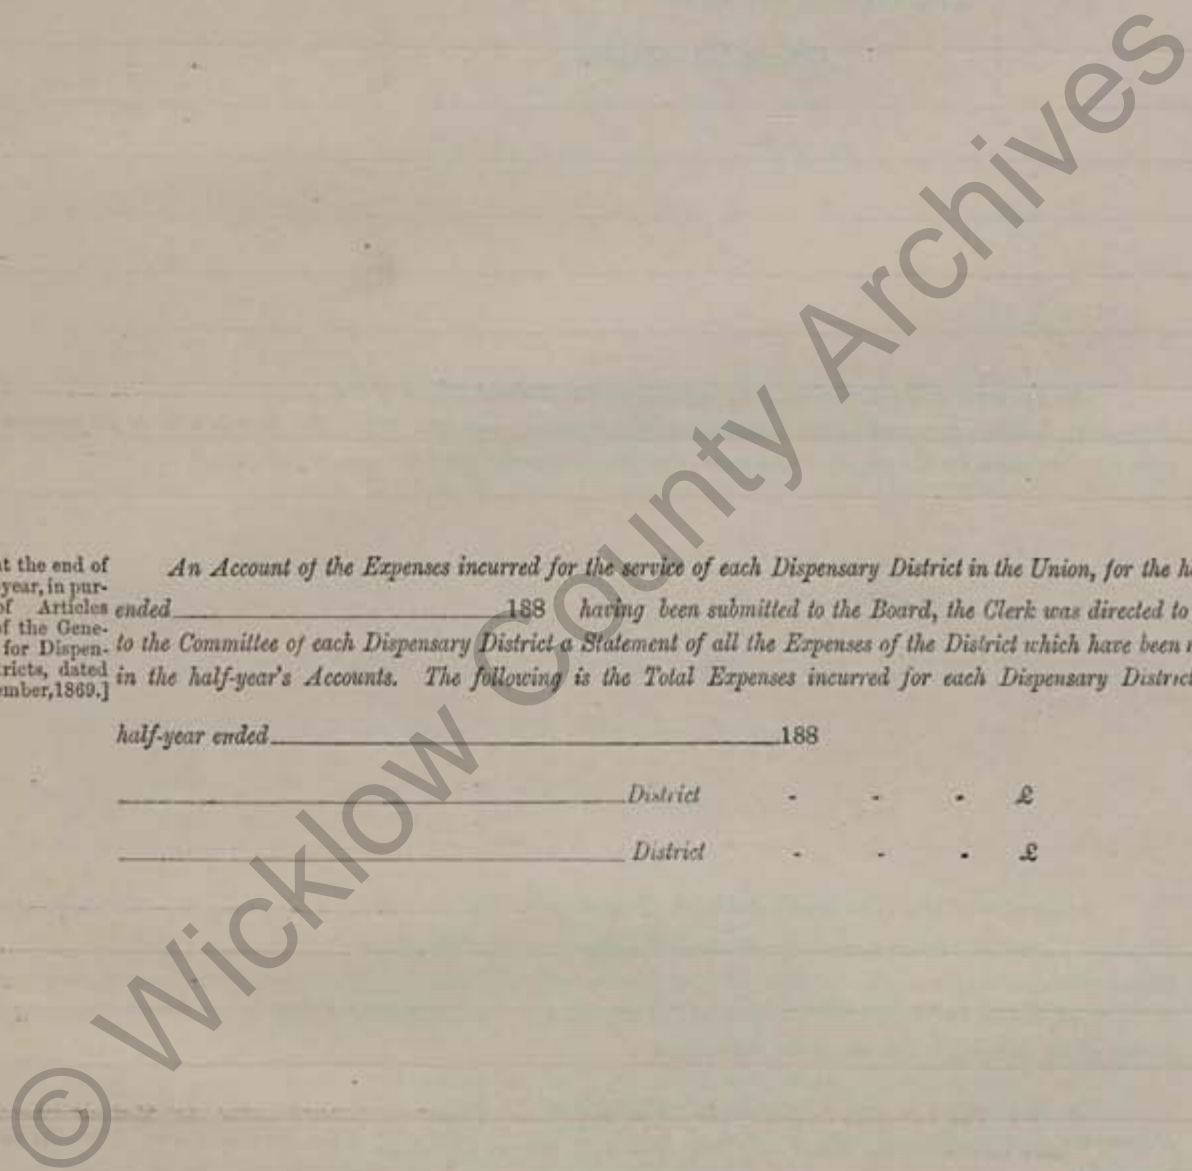 t the end of
year, in pur-
of Articles
f the Gene-
for Dispen-
tricts, dated
ember, 1869.]
An Account of the Expenses incurred for the service of each Dispensary District in the Union, for the h
ended 188 having been submitted to the Board, the Clerk was directed to
to the Committee of each Dispensary District a Statement of all the Expenses of the District which have been
in the half-year's Accounts. The following is the Total Expenses incurred for each Dispensary District
half-year ended 188
District - - - £
District - - - £
© Wicklow County Archives